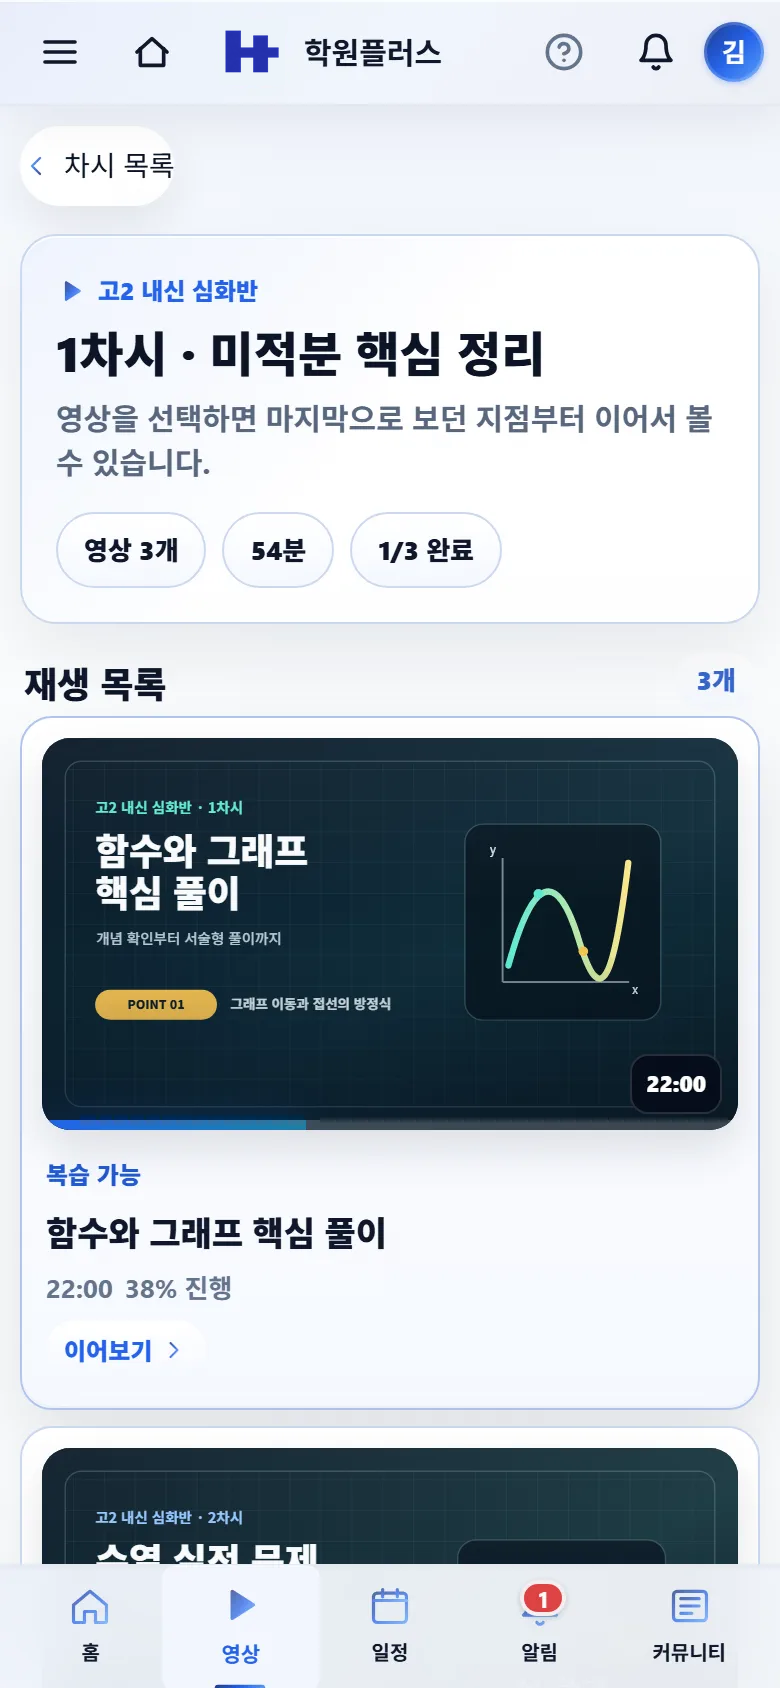 학원플러스
김
차시 목록
고2 내신 심화반
1차시 · 미적분 핵심 정리
영상을 선택하면 마지막으로 보던 지점부터 이어서 볼
수 있습니다.
영상 3개
54분
1/3 완료
재생 목록
3개
고2 내신 심화반 · 1차시
함수와 그래프
핵심 풀이
개념 확인부터 서술형 풀이까지
POINT 01
그래프 이동과 접선의 방정식
y
x
22:00
복습 가능
함수와 그래프 핵심 풀이
22:00 38% 진행
이어보기
고2 내신 심화반 · 2차시
수열 실전 문제
홈
영상
일정
1
알림
커뮤니티